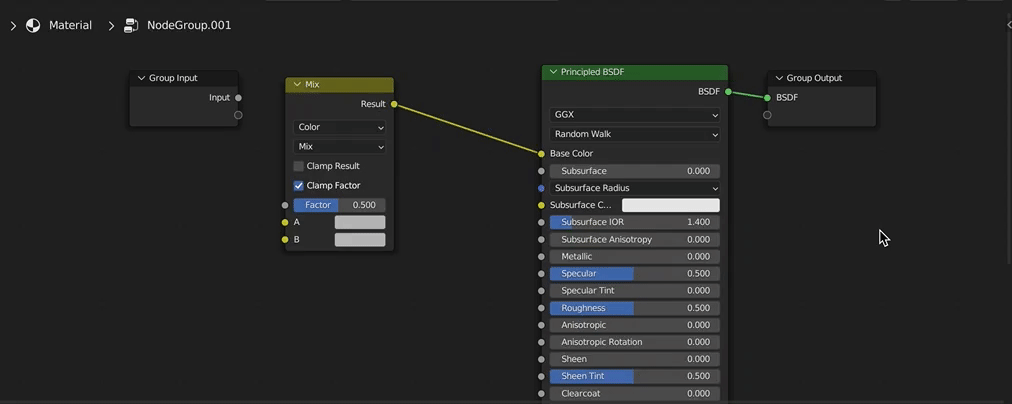 Material NodeGroup.001
Group Input
Input
Mix
Result
Color
Mix
Clamp Result
Clamp Factor
Factor 0.500
A
B
Principled BSDF
BSDF
GGX
Random Walk
Base Color
Subsurface 0.000
Subsurface Radius
Subsurface C...
Subsurface IOR 1.400
Subsurface Anisotropy 0.000
Metallic 0.000
Specular 0.500
Specular Tint 0.000
Roughness 0.500
Anisotropic 0.000
Anisotropic Rotation 0.000
Sheen 0.000
Sheen Tint 0.500
Clearcoat 0.000
Group Output
BSDF